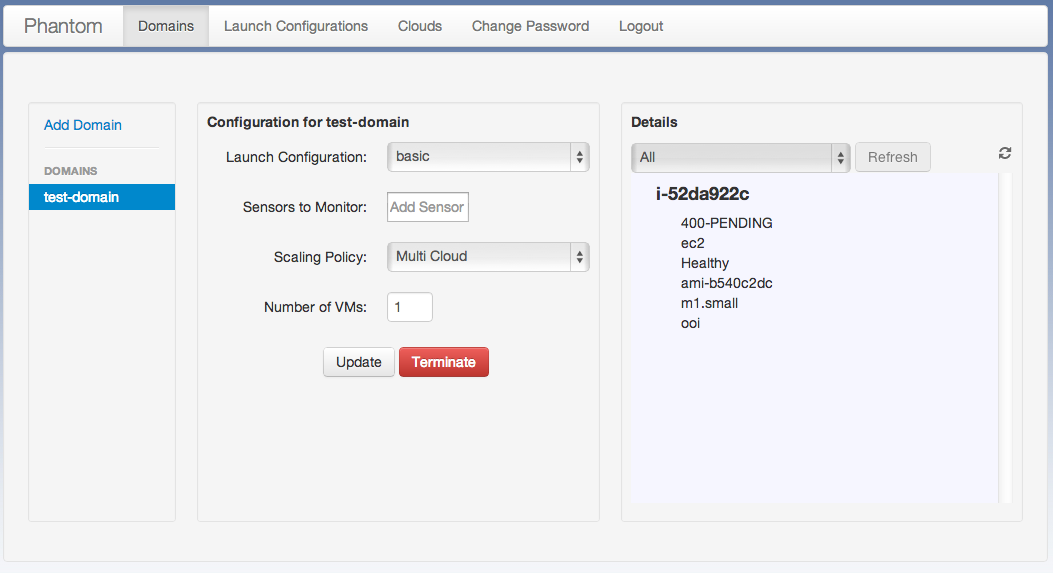 Phantom Domains Launch Configurations Clouds Change Password Logout
Add Domain
DOMAINS
test-domain
Configuration for test-domain
Launch Configuration: basic
Sensors to Monitor: Add Sensor
Scaling Policy: Multi Cloud
Number of VMs: 1
Update Terminate
Details
All Refresh
i-52da922c
400-PENDING
ec2
Healthy
ami-b540c2dc
m1.small
ooi